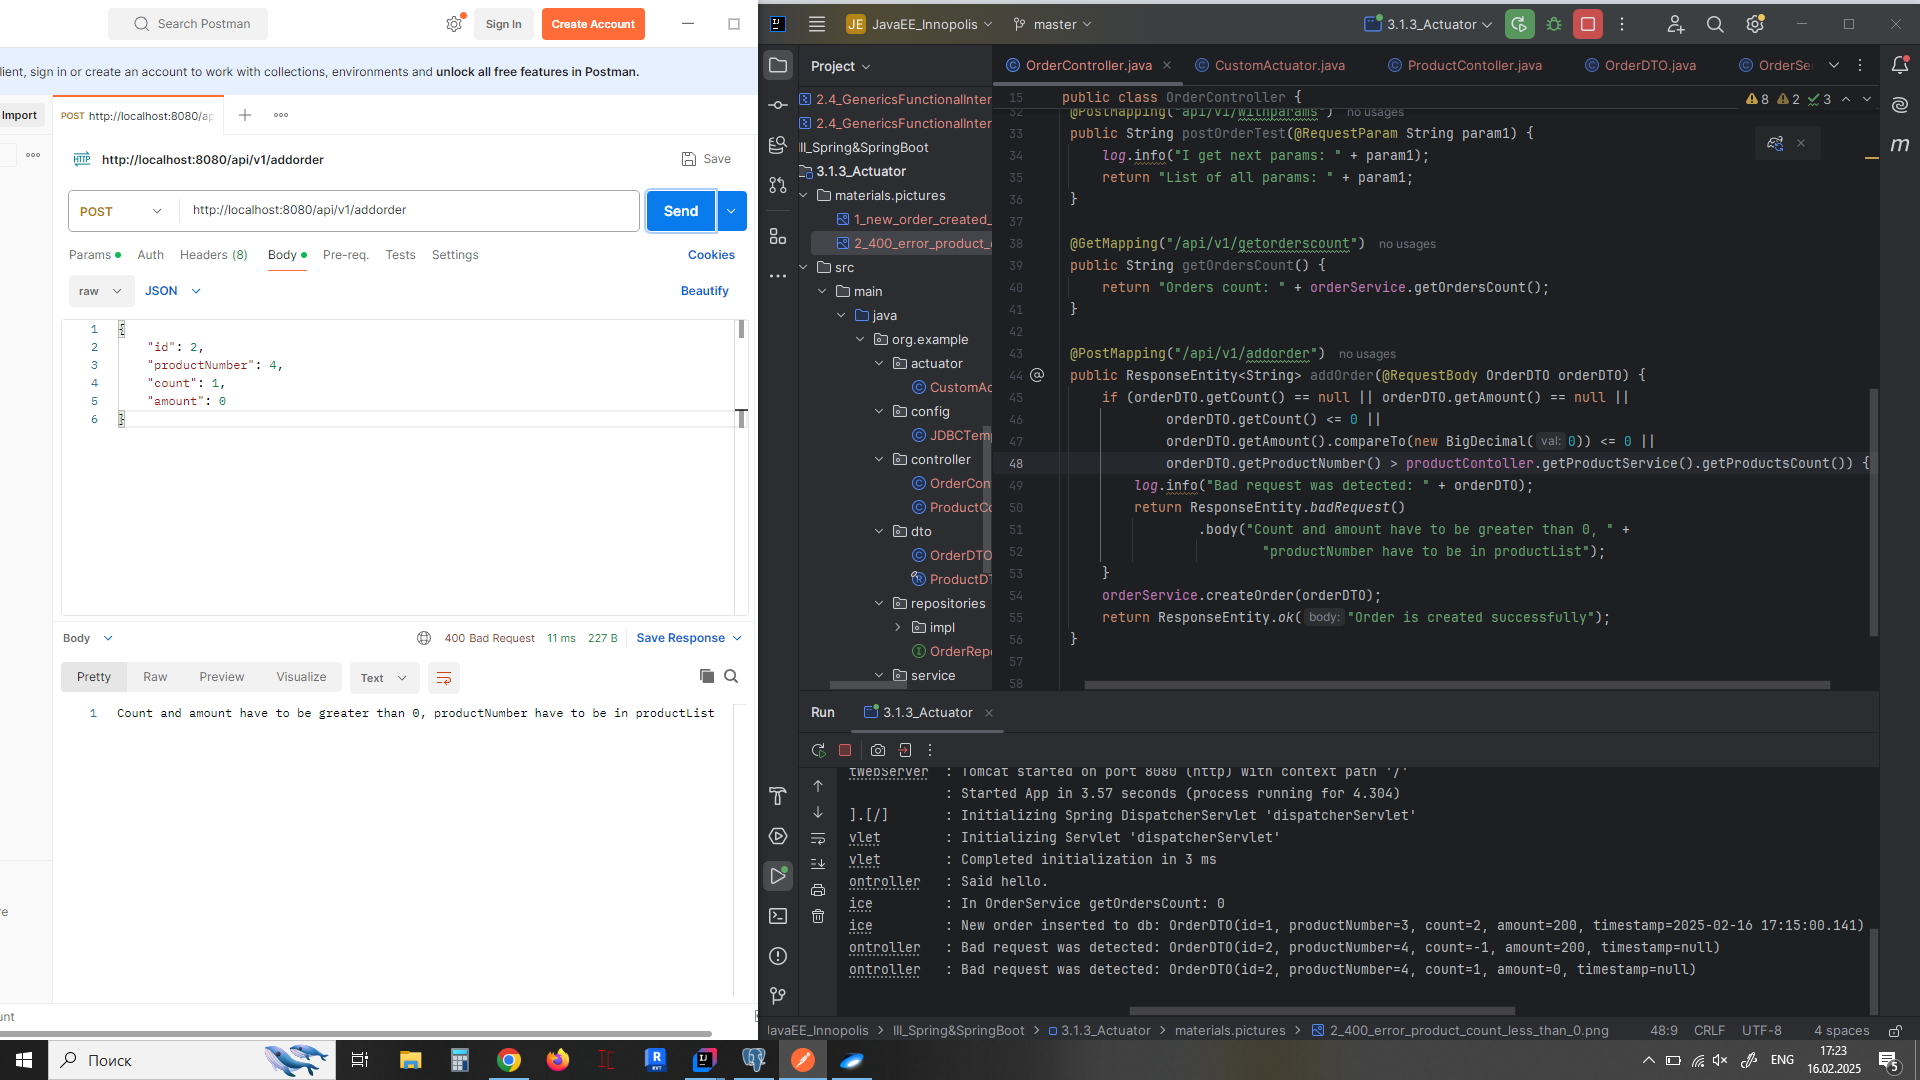 Search Postman
Sign In
Create Account
lient, sign in or create an account to work with collections, environments and unlock all free features in Postman.
Import
POST http://localhost:8080/ap
HTTP http://localhost:8080/api/v1/addorder
Save
POST
http://localhost:8080/api/v1/addorder
Send
Params
Auth
Headers (8)
Body
Pre-req.
Tests
Settings
Cookies
raw
JSON
Beautify
1 {
2 "id": 2,
3 "productNumber": 4,
4 "count": 1,
5 "amount": 0
6 }
Body
400 Bad Request
11 ms
227 B
Save Response
Pretty
Raw
Preview
Visualize
Text
1 Count and amount have to be greater than 0, productNumber have to be in productList
re
unt
JE JavaEE_Innopolis
master
3.1.3_Actuator
Project
2.4_GenericsFunctionalInter
2.4_GenericsFunctionalInter
III_Spring&SpringBoot
3.1.3_Actuator
materials.pictures
1_new_order_created_
2_400_error_product_
src
main
java
org.example
actuator
CustomAc
config
JDBCTemp
controller
OrderCon
ProductCo
dto
OrderDTO
ProductDT
repositories
impl
OrderRepo
service
OrderController.java
CustomActuator.java
ProductContoller.java
OrderDTO.java
OrderSe
8 2 3
15 public class OrderController {
32 @PostMapping("api/v1/withparams") no usages
33 public String postOrderTest(@RequestParam String param1) {
34 log.info("I get next params: " + param1);
35 return "List of all params: " + param1;
36 }
37
38 @GetMapping("/api/v1/getorderscount") no usages
39 public String getOrdersCount() {
40 return "Orders count: " + orderService.getOrdersCount();
41 }
42
43 @PostMapping("/api/v1/addorder") no usages
44 public ResponseEntity<String> addOrder(@RequestBody OrderDTO orderDTO) {
45 if (orderDTO.getCount() == null || orderDTO.getAmount() == null ||
46 orderDTO.getCount() <= 0 ||
47 orderDTO.getAmount().compareTo(new BigDecimal( val: 0)) <= 0 ||
48 orderDTO.getProductNumber() > productContoller.getProductService().getProductsCount()) {
49 log.info("Bad request was detected: " + orderDTO);
50 return ResponseEntity.badRequest()
51 .body("Count and amount have to be greater than 0, " +
52 "productNumber have to be in productList");
53 }
54 orderService.createOrder(orderDTO);
55 return ResponseEntity.ok( body: "Order is created successfully");
56 }
57
58
Run
3.1.3_Actuator
tWebServer : Tomcat started on port 8080 (http) with context path '/'
: Started App in 3.57 seconds (process running for 4.304)
].[/] : Initializing Spring DispatcherServlet 'dispatcherServlet'
vlet : Initializing Servlet 'dispatcherServlet'
vlet : Completed initialization in 3 ms
ontroller : Said hello.
ice : In OrderService getOrdersCount: 0
ice : New order inserted to db: OrderDTO(id=1, productNumber=3, count=2, amount=200, timestamp=2025-02-16 17:15:00.141)
ontroller : Bad request was detected: OrderDTO(id=2, productNumber=4, count=-1, amount=200, timestamp=null)
ontroller : Bad request was detected: OrderDTO(id=2, productNumber=4, count=1, amount=0, timestamp=null)
JavaEE_Innopolis
III_Spring&SpringBoot
3.1.3_Actuator
materials.pictures
2_400_error_product_count_less_than_0.png
48:9
CRLF
UTF-8
4 spaces
Поиск
ENG
17:23
16.02.2025
5